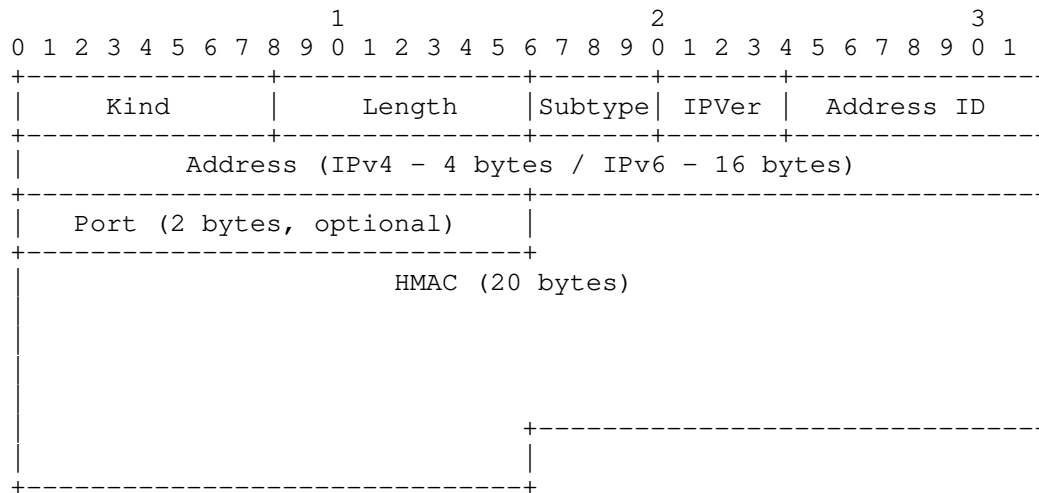 1 2 3
0 1 2 3 4 5 6 7 8 9 0 1 2 3 4 5 6 7 8 9 0 1 2 3 4 5 6 7 8 9 0 1
Kind Length Subtype IPVer Address ID
Address (IPv4 - 4 bytes / IPv6 - 16 bytes)
Port (2 bytes, optional)
HMAC (20 bytes)